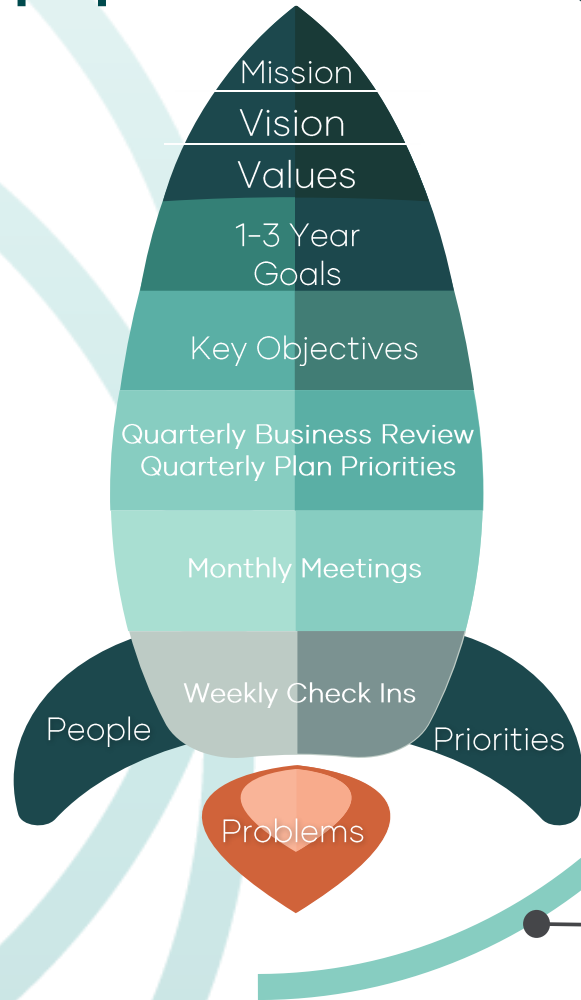 Mission
Vision
Values
1-3 Year
Goals
Key Objectives
Quarterly Business Review
Quarterly Plan Priorities
Monthly Meetings
Weekly Check Ins
People
Priorities
Problems